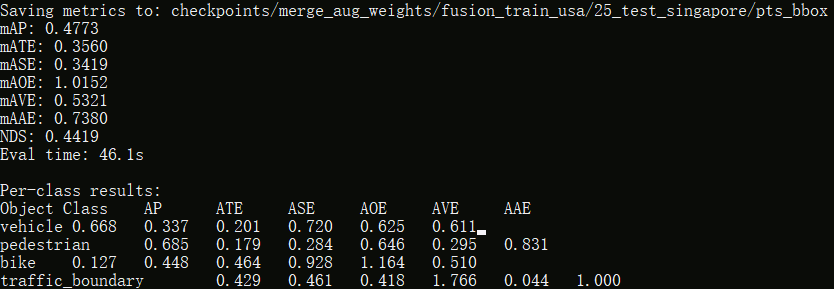 Saving metrics to: checkpoints/merge_aug_weights/fusion_train_usa/25_test_singapore/pts_bbox
mAP: 0.4773
mATE: 0.3560
mASE: 0.3419
mAOE: 1.0152
mAVE: 0.5321
mAAE: 0.7380
NDS: 0.4419
Eval time: 46.1s
Per-class results:
Object Class AP ATE ASE AOE AVE AAE
vehicle 0.668 0.337 0.201 0.720 0.625 0.611
pedestrian 0.685 0.179 0.284 0.646 0.295 0.831
bike 0.127 0.448 0.464 0.928 1.164 0.510
traffic_boundary 0.429 0.461 0.418 1.766 0.044 1.000